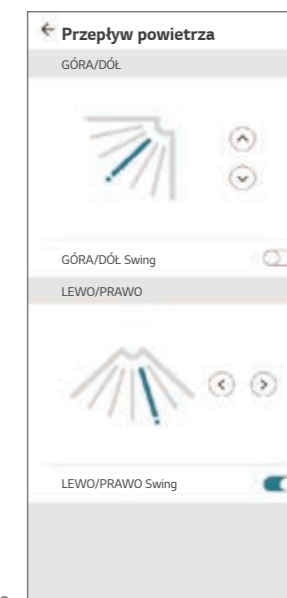 Przepływ powietrza
GÓRA/DÓŁ
GÓRA/DÓŁ Swing
LEWO/PRAWO
LEWO/PRAWO Swing